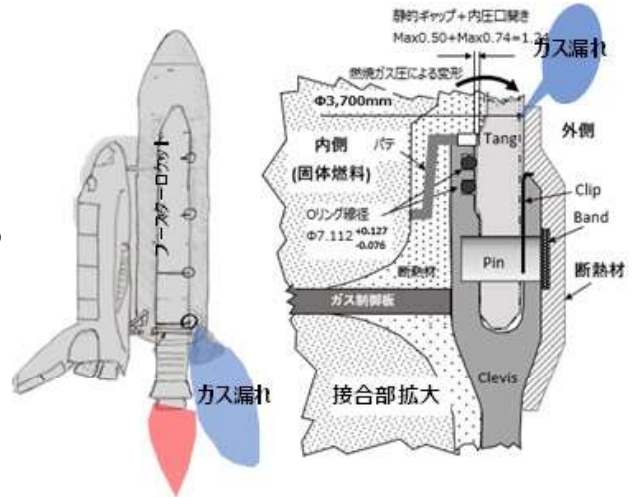 ブースターロケット
ガス漏れ
静的ギャップ+内圧口開き
Max0.50+Max0.74=1.24
ガス漏れ
燃焼ガス圧による変形
Φ3,700mm
内側
(固体燃料)
パテ
Tang
外側
Oリング線径
Φ7.112 +0.127
-0.076
Clip
Band
Pin
断熱材
断熱材
ガス制御板
接合部拡大
Clevis